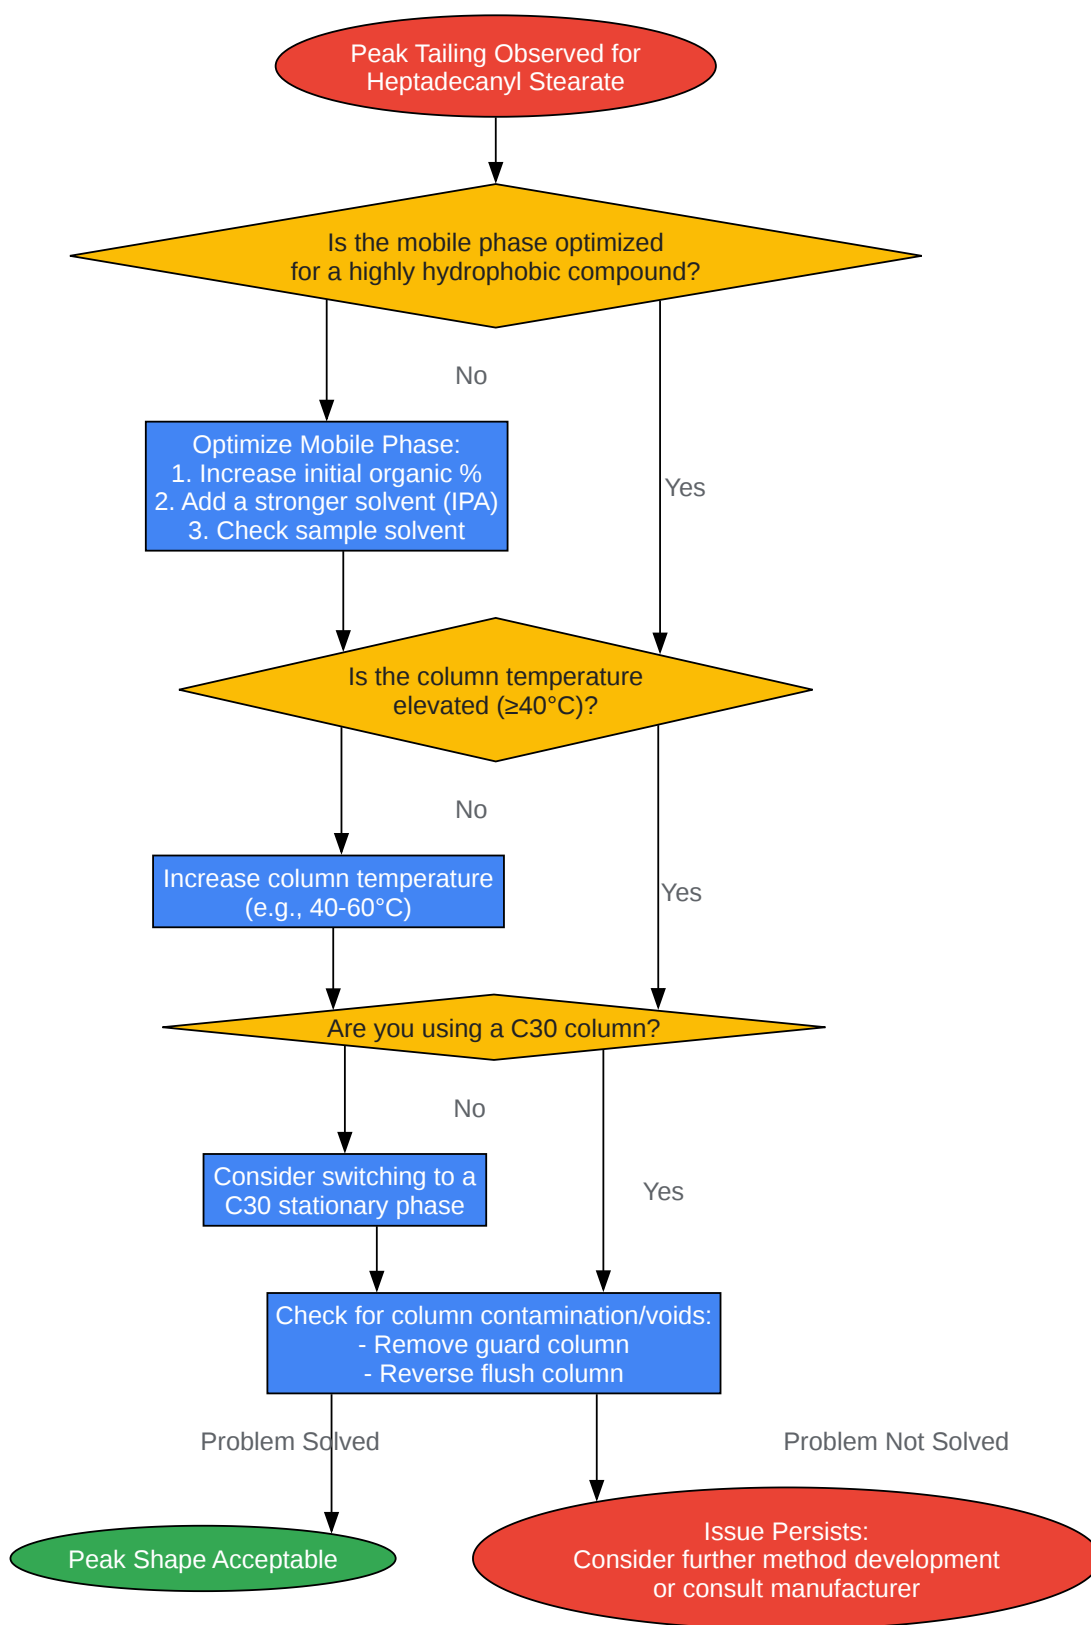 Peak Tailing Observed for
Heptadecanyl Stearate
Is the mobile phase optimized
for a highly hydrophobic compound?
No
Optimize Mobile Phase:
1. Increase initial organic %
2. Add a stronger solvent (IPA)
3. Check sample solvent
Yes
Is the column temperature
elevated (≥40°C)?
No
Increase column temperature
(e.g., 40-60°C)
Yes
Are you using a C30 column?
No
Consider switching to a
C30 stationary phase
Yes
Check for column contamination/voids:
- Remove guard column
- Reverse flush column
Problem Solved
Problem Not Solved
Peak Shape Acceptable
Issue Persists:
Consider further method development
or consult manufacturer